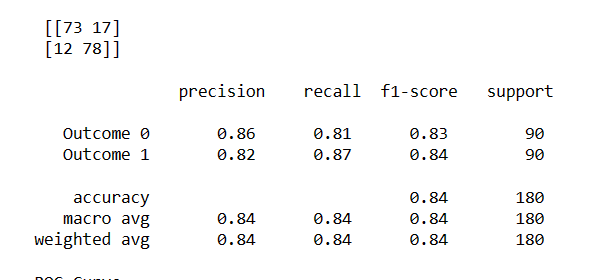 [[73 17]
[12 78]]
precision recall f1-score support
Outcome 0 0.86 0.81 0.83 90
Outcome 1 0.82 0.87 0.84 90
accuracy 0.84 180
macro avg 0.84 0.84 0.84 180
weighted avg 0.84 0.84 0.84 180